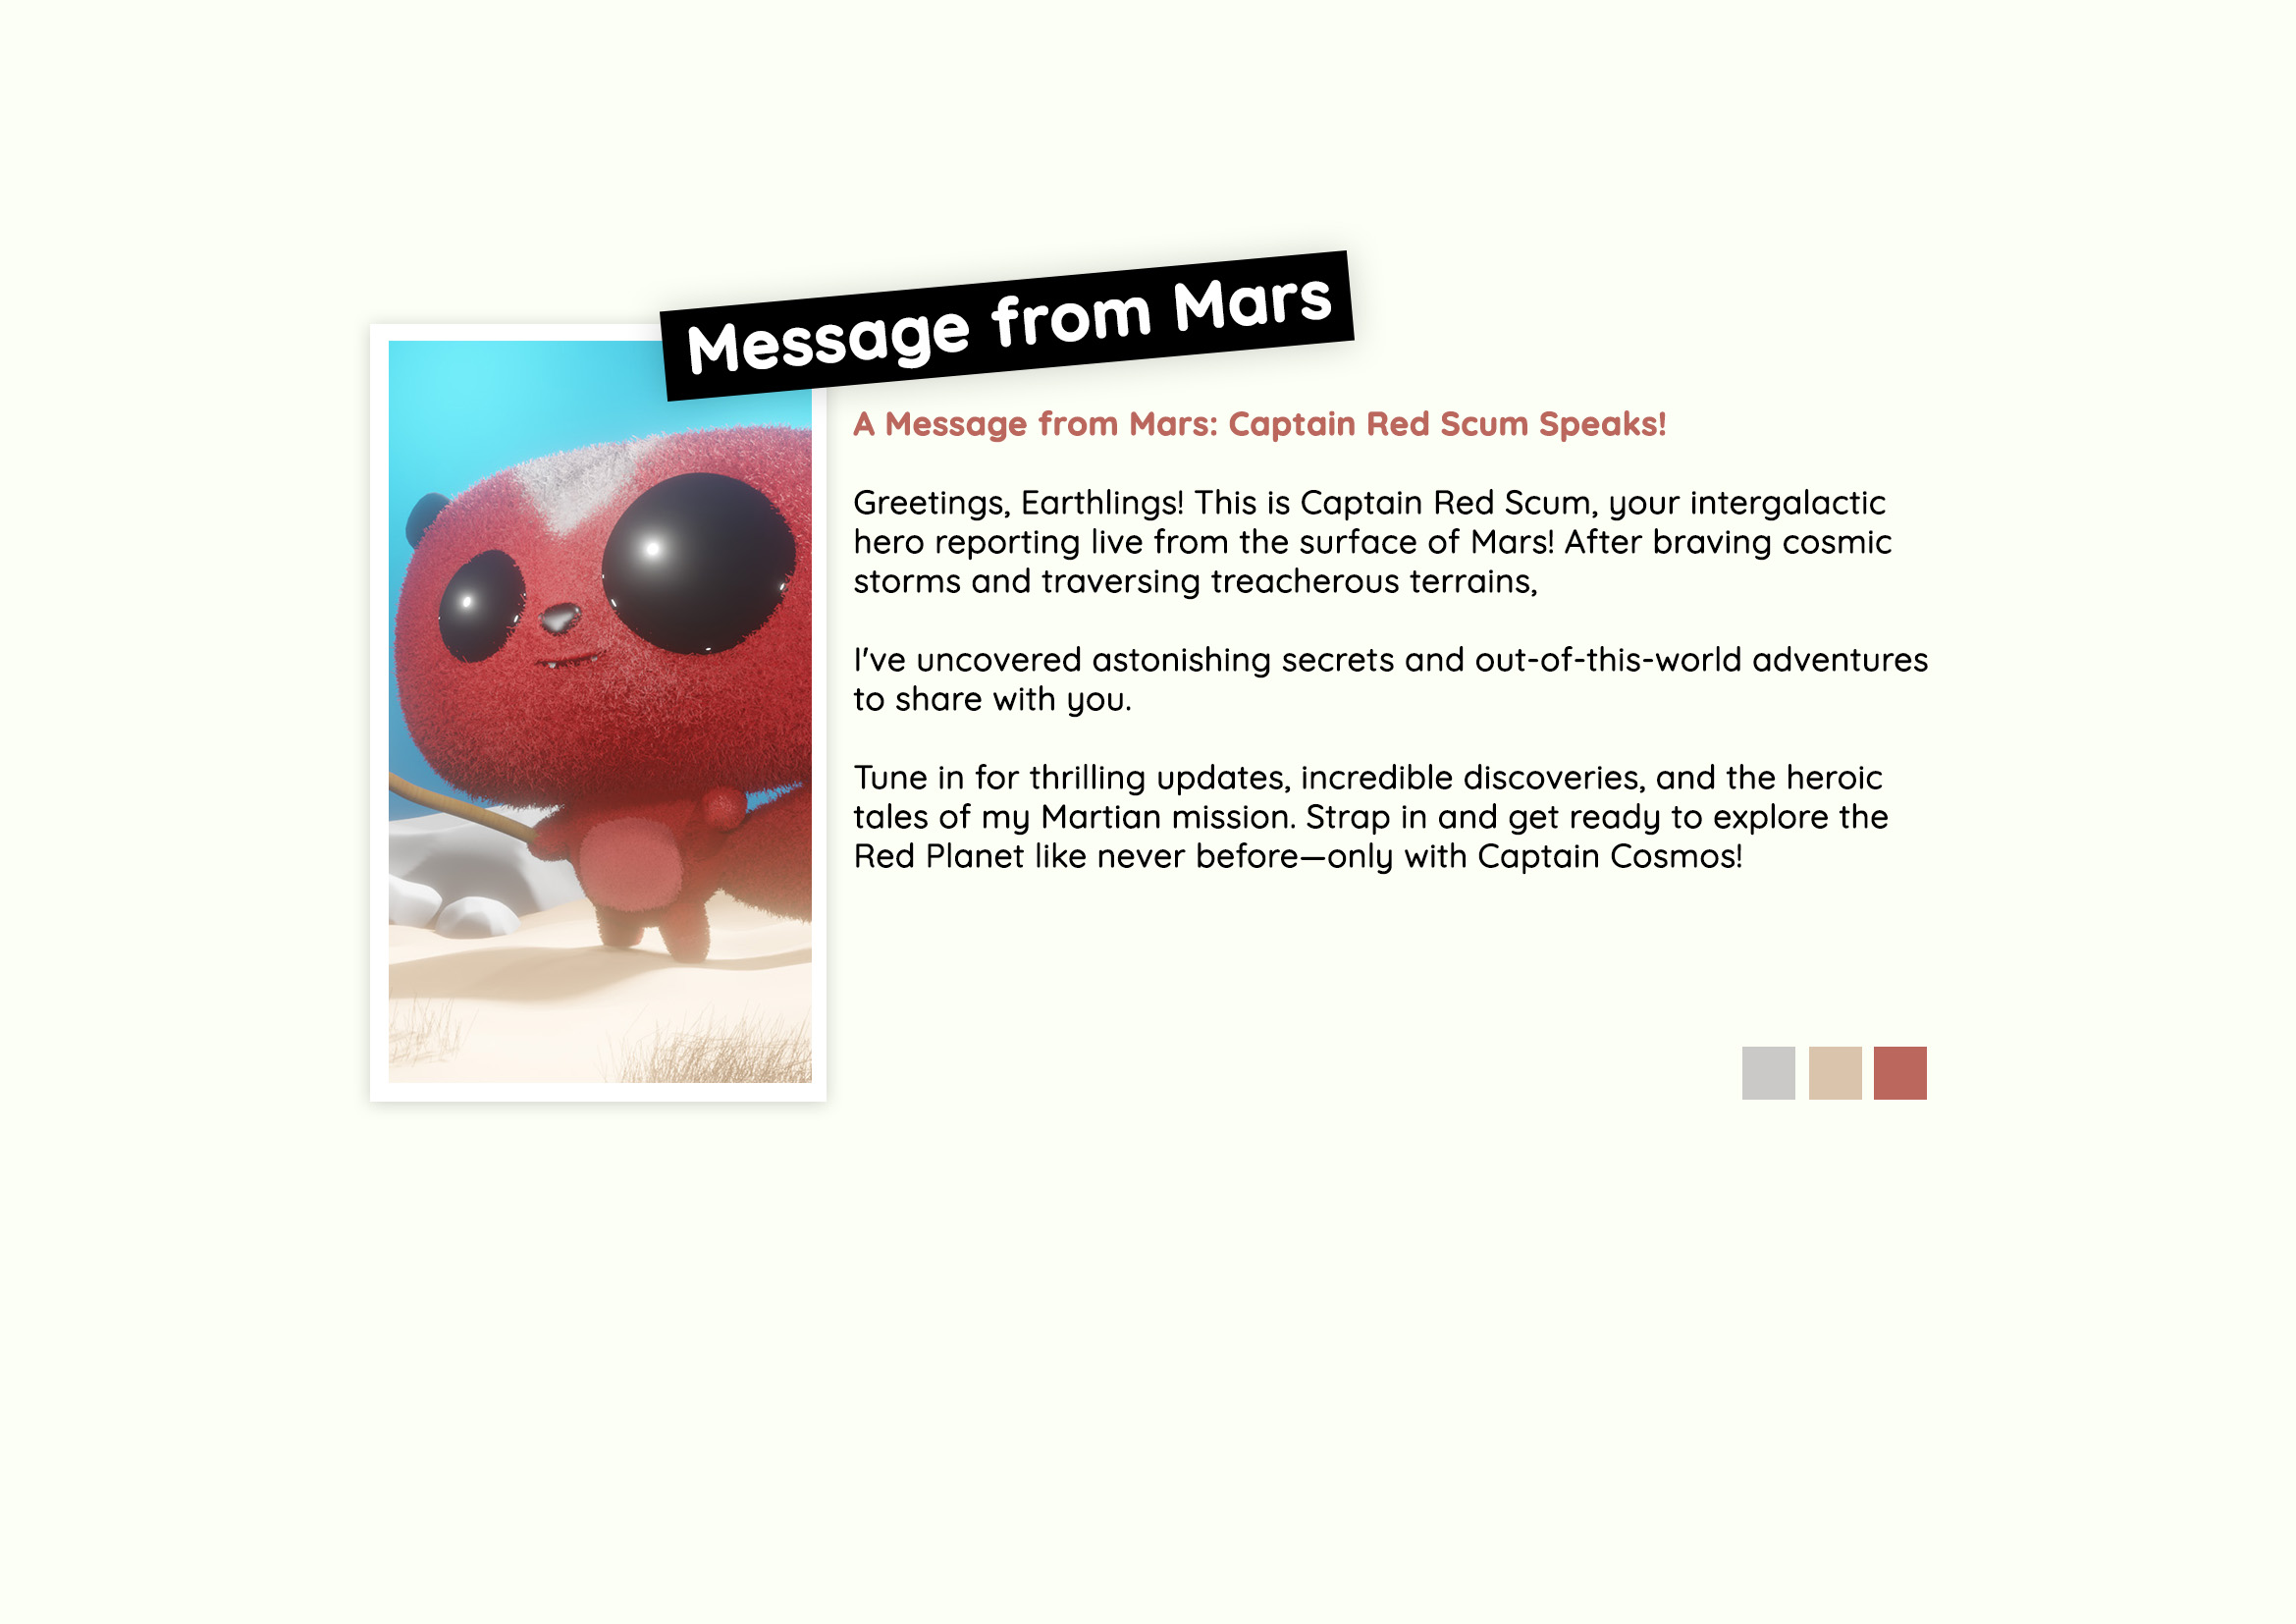 Message from Mars
A Message from Mars: Captain Red Scum Speaks!
Greetings, Earthlings! This is Captain Red Scum, your intergalactic
hero reporting live from the surface of Mars! After braving cosmic
storms and traversing treacherous terrains,
I've uncovered astonishing secrets and out-of-this-world adventures
to share with you.
Tune in for thrilling updates, incredible discoveries, and the heroic
tales of my Martian mission. Strap in and get ready to explore the
Red Planet like never before—only with Captain Cosmos!